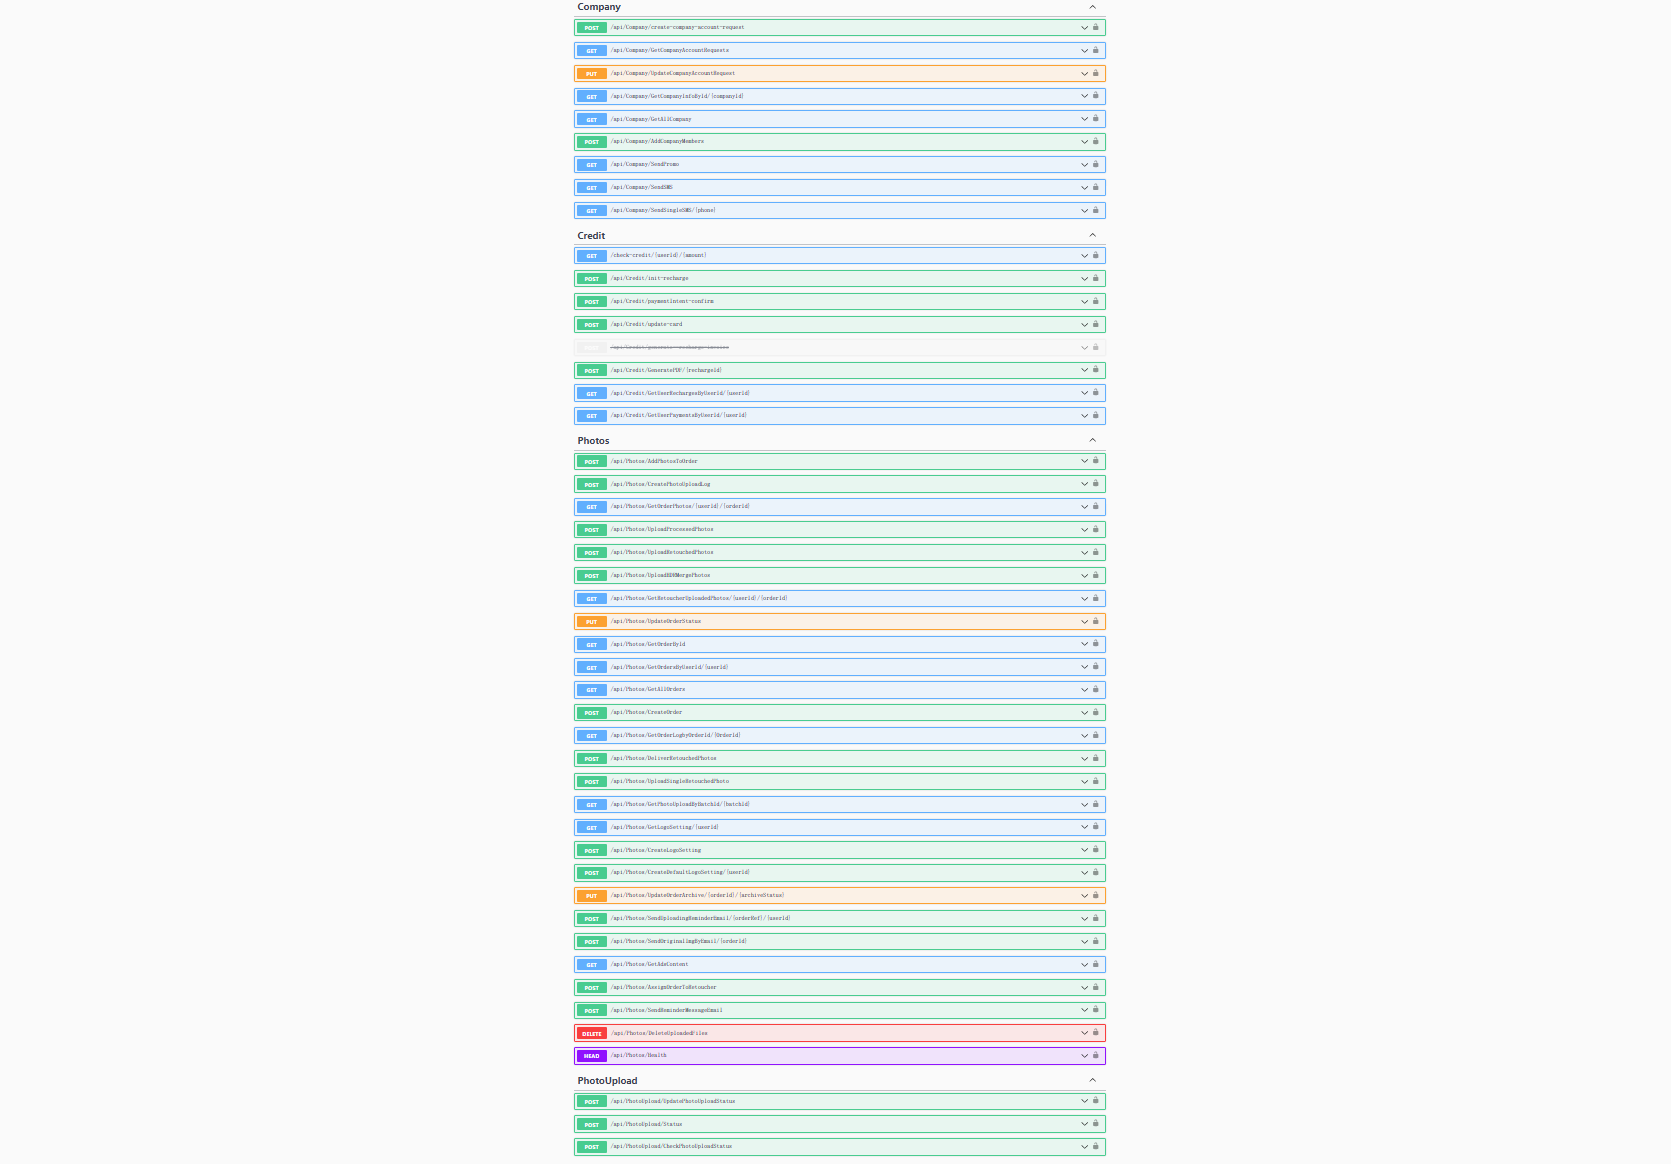 Company
POST /api/Company/create-company-account-request
GET /api/Company/GetCompanyAccountRequests
PUT /api/Company/UpdateCompanyAccountRequest
GET /api/Company/GetCompanyInfoById/{companyId}
GET /api/Company/GetAllCompany
POST /api/Company/AddCompanyMembers
GET /api/Company/SendPromo
GET /api/Company/SendSMS
GET /api/Company/SendSingleSMS/{phone}
Credit
GET /check-credit/{userId}/{amount}
POST /api/Credit/init-recharge
POST /api/Credit/paymentIntent-confirm
POST /api/Credit/update-card
/api/Credit/generate-recharge-invoice
POST /api/Credit/GeneratePDF/{rechargeId}
GET /api/Credit/GetUserRechargesByUserId/{userId}
GET /api/Credit/GetUserPaymentsByUserId/{userId}
Photos
POST /api/Photos/AddPhotosToOrder
POST /api/Photos/CreatePhotoUploadLog
GET /api/Photos/GetOrderPhotos/{userId}/{orderId}
POST /api/Photos/UploadProcessedPhotos
POST /api/Photos/UploadRetouchedPhotos
POST /api/Photos/UploadHDRMergePhotos
GET /api/Photos/GetRetoucherUploadedPhotos/{userId}/{orderId}
PUT /api/Photos/UpdateOrderStatus
GET /api/Photos/GetOrderById
GET /api/Photos/GetOrdersByUserId/{userId}
GET /api/Photos/GetAllOrders
POST /api/Photos/CreateOrder
GET /api/Photos/GetOrderLogbyOrderId/{OrderId}
POST /api/Photos/DeliverRetouchedPhotos
POST /api/Photos/UploadSingleRetouchedPhoto
GET /api/Photos/GetPhotoUploadByBatchId/{batchId}
GET /api/Photos/GetLogoSetting/{userId}
POST /api/Photos/CreateLogoSetting
POST /api/Photos/CreateDefaultLogoSetting/{userId}
PUT /api/Photos/UpdateOrderArchive/{orderId}/{archiveStatus}
POST /api/Photos/SendUploadingReminderEmail/{orderRef}/{userId}
POST /api/Photos/SendOriginalImgByEmail/{orderId}
GET /api/Photos/GetAdsContent
POST /api/Photos/AssignOrderToRetoucher
POST /api/Photos/SendReminderMessageEmail
DELETE /api/Photos/DeleteUploadedFiles
HEAD /api/Photos/Health
PhotoUpload
POST /api/PhotoUpload/UpdatePhotoUploadStatus
POST /api/PhotoUpload/Status
POST /api/PhotoUpload/CheckPhotoUploadStatus